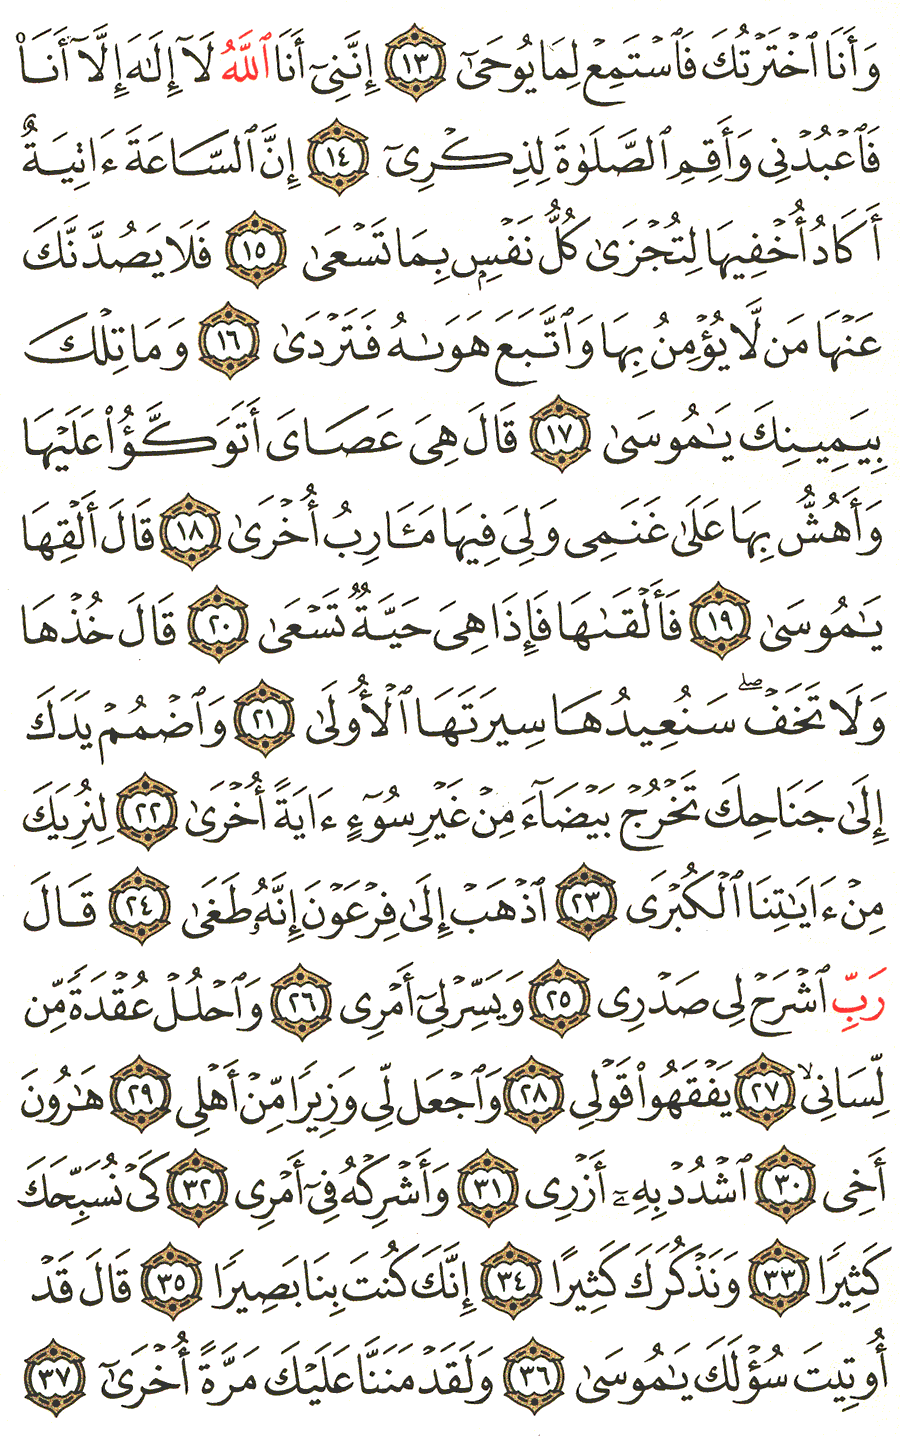 وَأَنَا ٱخۡتَرۡتُكَ فَٱسۡتَمِعۡ لِمَا يُوحَىٰٓ ١٣ إِنَّنِيٓ أَنَا ٱللَّهُ لَآ إِلَٰهَ إِلَّآ أَنَا۠
فَٱعۡبُدۡنِي وَأَقِمِ ٱلصَّلَوٰةَ لِذِكۡرِيٓ ١٤ إِنَّ ٱلسَّاعَةَ ءَاتِيَةٌ
أَكَادُ أُخۡفِيهَا لِتُجۡزَىٰ كُلُّ نَفۡسِۭ بِمَا تَسۡعَىٰ ١٥ فَلَا يَصُدَّنَّكَ
عَنۡهَا مَن لَّا يُؤۡمِنُ بِهَا وَٱتَّبَعَ هَوَىٰهُ فَتَرۡدَىٰ ١٦ وَمَا تِلۡكَ
بِيَمِينِكَ يَٰمُوسَىٰ ١٧ قَالَ هِيَ عَصَايَ أَتَوَكَّؤُاْ عَلَيۡهَا
وَأَهُشُّ بِهَا عَلَىٰ غَنَمِي وَلِيَ فِيهَا مَـَٔارِبُ أُخۡرَىٰ ١٨ قَالَ أَلۡقِهَا
يَٰمُوسَىٰ ١٩ فَأَلۡقَىٰهَا فَإِذَا هِيَ حَيَّةٌ تَسۡعَىٰ ٢٠ قَالَ خُذۡهَا
وَلَا تَخَفۡۖ سَنُعِيدُهَا سِيرَتَهَا ٱلۡأُولَىٰ ٢١ وَٱضۡمُمۡ يَدَكَ
إِلَىٰ جَنَاحِكَ تَخۡرُجۡ بَيۡضَآءَ مِنۡ غَيۡرِ سُوٓءٍ ءَايَةً أُخۡرَىٰ ٢٢ لِنُرِيَكَ
مِنۡ ءَايَٰتِنَا ٱلۡكُبۡرَى ٢٣ ٱذۡهَبۡ إِلَىٰ فِرۡعَوۡنَ إِنَّهُۥ طَغَىٰ ٢٤ قَالَ
رَبِّ ٱشۡرَحۡ لِي صَدۡرِي ٢٥ وَيَسِّرۡ لِيٓ أَمۡرِي ٢٦ وَٱحۡلُلۡ عُقۡدَةً مِّن
لِّسَانِيۙ ٢٧ يَفۡقَهُواْ قَوۡلِي ٢٨ وَٱجۡعَل لِّي وَزِيرًا مِّنۡ أَهۡلِي ٢٩ هَٰرُونَ
أَخِي ٣٠ ٱشۡدُدۡ بِهِۦٓ أَزۡرِي ٣١ وَأَشۡرِكۡهُ فِيٓ أَمۡرِي ٣٢ كَيۡ نُسَبِّحَكَ
كَثِيرًا ٣٣ وَنَذۡكُرَكَ كَثِيرًا ٣٤ إِنَّكَ كُنتَ بِنَا بَصِيرًا ٣٥ قَالَ قَدۡ
أُوتِيتَ سُؤۡلَكَ يَٰمُوسَىٰ ٣٦ وَلَقَدۡ مَنَنَّا عَلَيۡكَ مَرَّةً أُخۡرَىٰٓ ٣٧